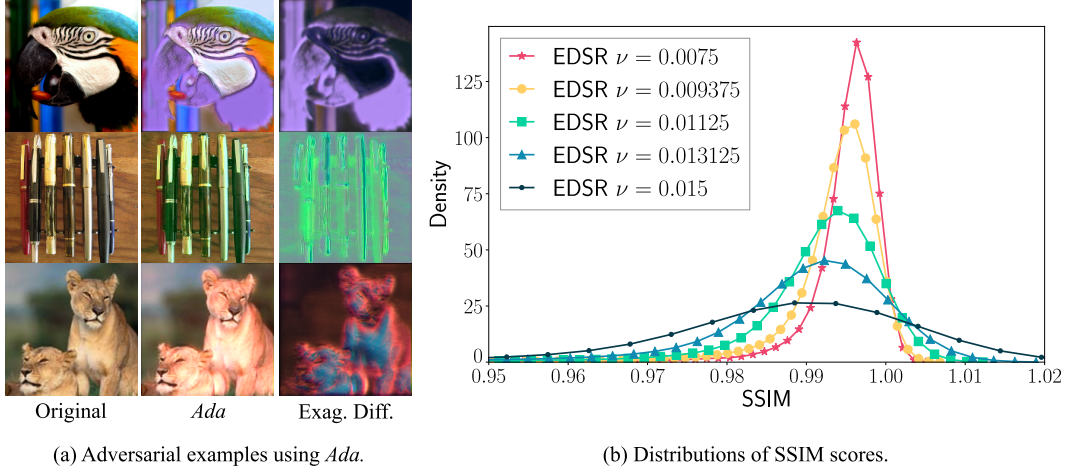 Original
Ada
Exag. Diff.
(a) Adversarial examples using Ada.
EDSR ν = 0.0075
EDSR ν = 0.009375
EDSR ν = 0.01125
EDSR ν = 0.013125
EDSR ν = 0.015
Density
125
100
75
50
25
0
0.95 0.96 0.97 0.98 0.99 1.00 1.01 1.02
SSIM
(b) Distributions of SSIM scores.